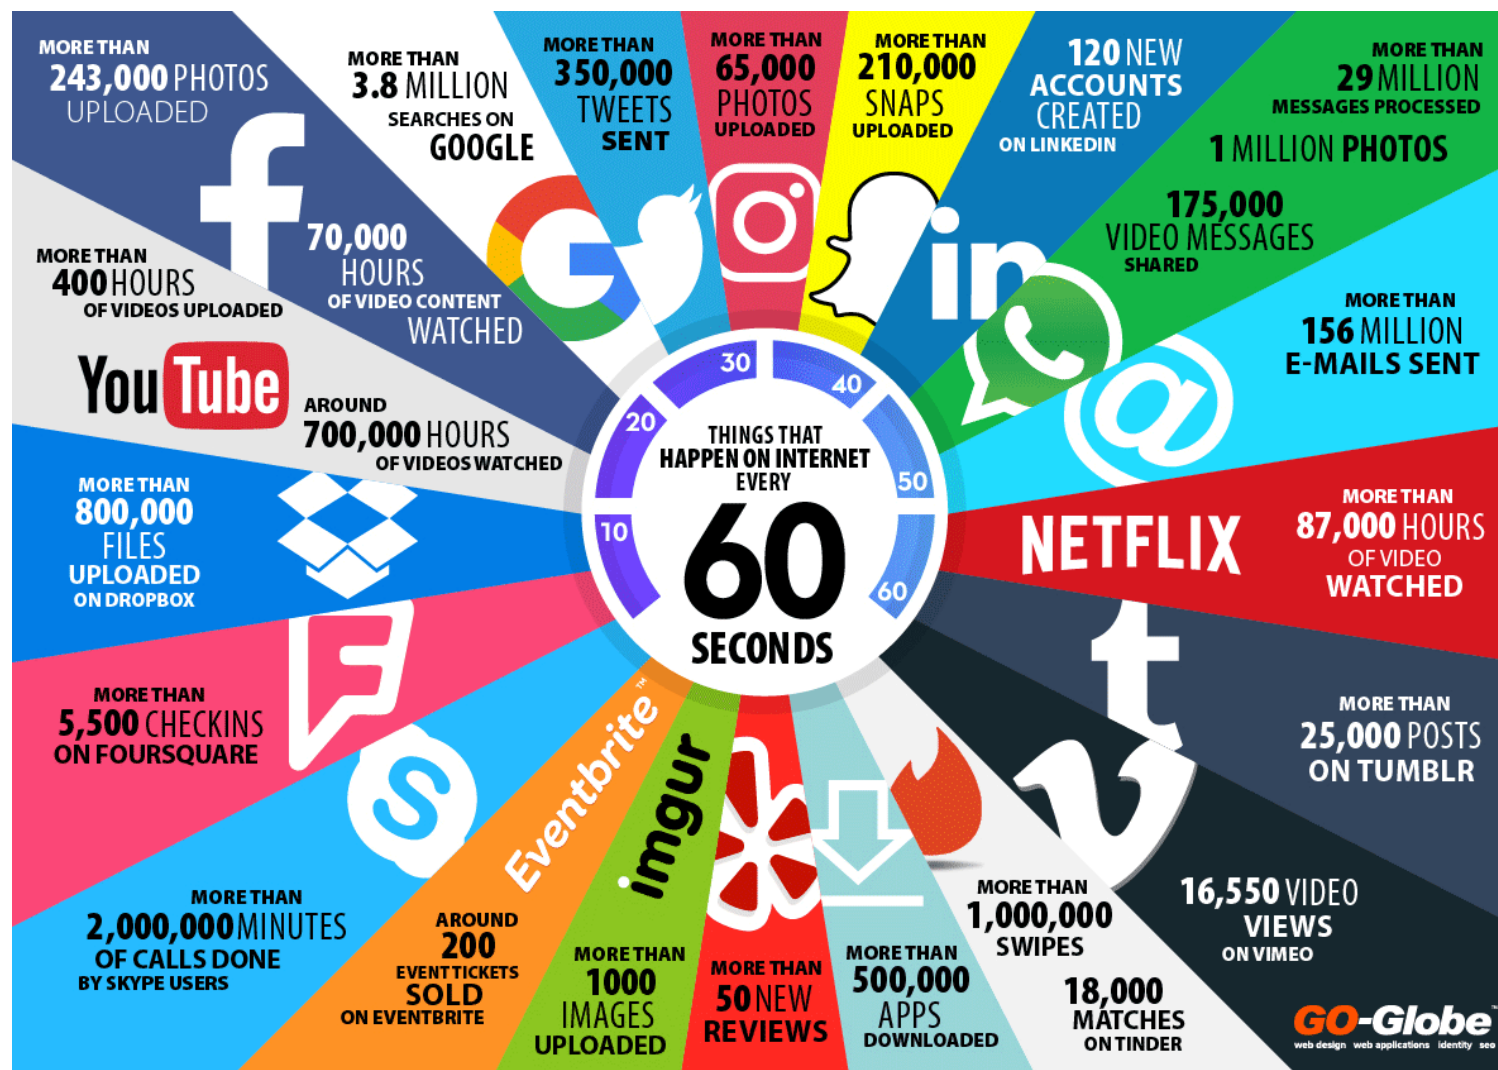 MORE THAN
243,000 PHOTOS
UPLOADED
70,000
HOURS
OF VIDEO CONTENT
WATCHED
MORE THAN
3.8 MILLION
SEARCHES ON
GOOGLE
MORE THAN
350,000
TWEETS
SENT
MORE THAN
65,000
PHOTOS
UPLOADED
MORE THAN
210,000
SNAPS
UPLOADED
120 NEW
ACCOUNTS
CREATED
ON LINKEDIN
in
MORE THAN
29 MILLION
MESSAGES PROCESSED
1 MILLION PHOTOS
175,000
VIDEO MESSAGES
SHARED
MORE THAN
156 MILLION
E-MAILS SENT
@
NETFLIX
MORE THAN
87,000 HOURS
OF VIDEO
WATCHED
t
MORE THAN
25,000 POSTS
ON TUMBLR
16,550 VIDEO
VIEWS
ON VIMEO
GO-Globe™
web design web applications identity seo
MORE THAN
1,000,000
SWIPES
18,000
MATCHES
ON TINDER
MORE THAN
500,000
APPS
DOWNLOADED
MORE THAN
50 NEW
REVIEWS
imgur
MORE THAN
1000
IMAGES
UPLOADED
Eventbrite™
AROUND
200
EVENT TICKETS
SOLD
ON EVENTBRITE
S
MORE THAN
2,000,000 MINUTES
OF CALLS DONE
BY SKYPE USERS
F
MORE THAN
5,500 CHECKINS
ON FOURSQUARE
MORE THAN
800,000
FILES
UPLOADED
ON DROPBOX
MORE THAN
400 HOURS
OF VIDEOS UPLOADED
YouTube
AROUND
700,000 HOURS
OF VIDEOS WATCHED
f
G
v
10
20
30
40
50
60
THINGS THAT
HAPPEN ON INTERNET
EVERY
60
SECONDS